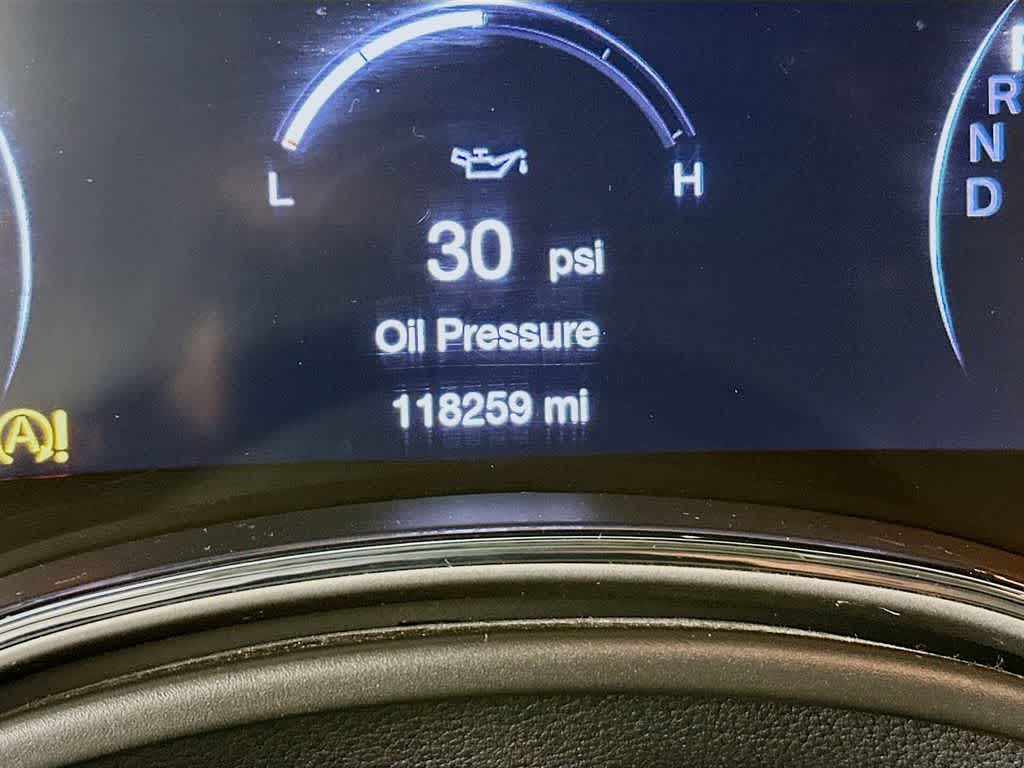 R
N
D
L
H
30 psi
Oil Pressure
118259 mi
A!